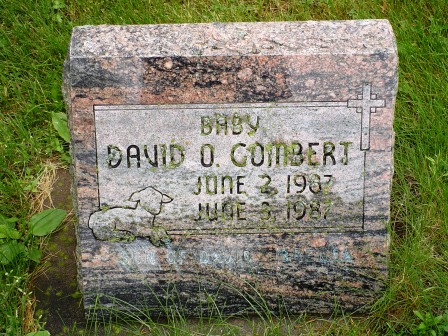 BABY
DAVID O. GOMBERT
JUNE 2, 1987
JUNE 3, 1987